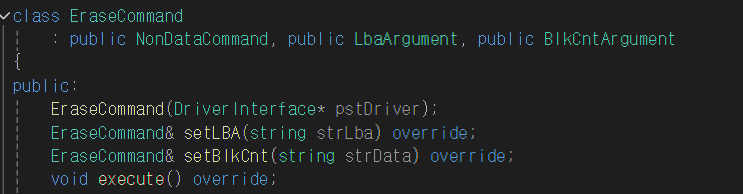 class EraseCommand
: public NonDataCommand, public LbaArgument, public BlkCntArgument
{
public:
EraseCommand(DriverInterface* pstDriver);
EraseCommand& setLBA(string strLba) override;
EraseCommand& setBlkCnt(string strData) override;
void execute() override;